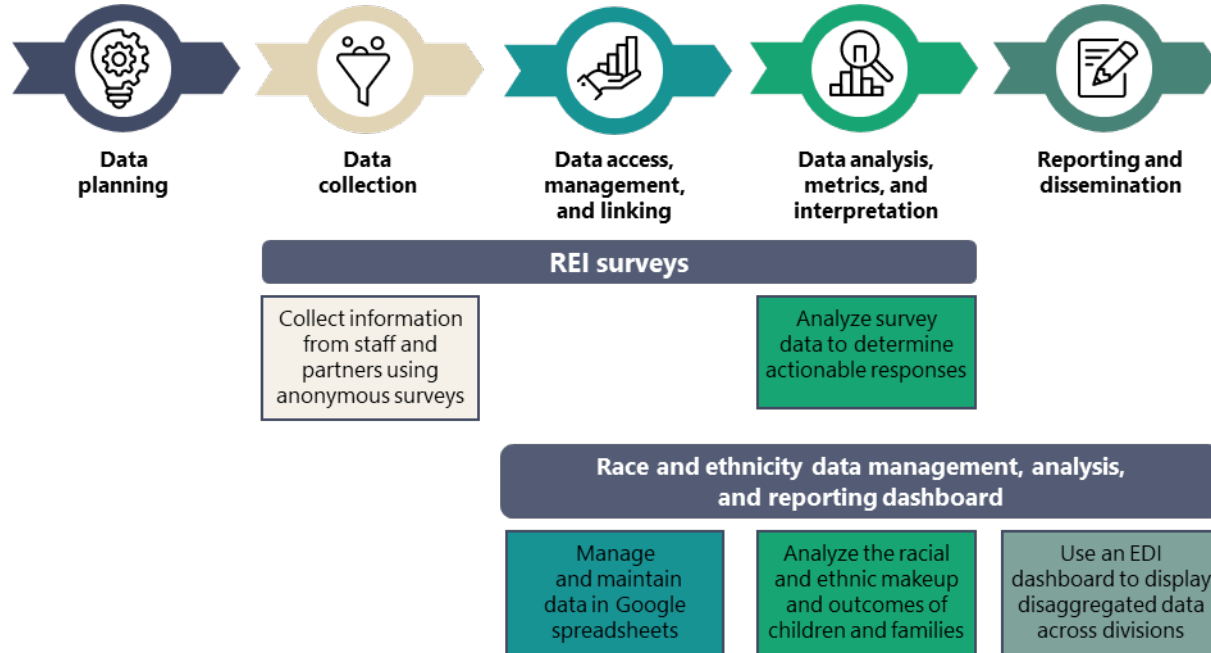 Data
planning
Data
collection
Data access,
management,
and linking
Data analysis,
metrics, and
interpretation
Reporting and
dissemination
REI surveys
Collect information
from staff and
partners using
anonymous surveys
Analyze survey
data to determine
actionable responses
Race and ethnicity data management, analysis,
and reporting dashboard
Manage
and maintain
data in Google
spreadsheets
Analyze the racial
and ethnic makeup
and outcomes of
children and families
Use an EDI
dashboard to display
disaggregated data
across divisions